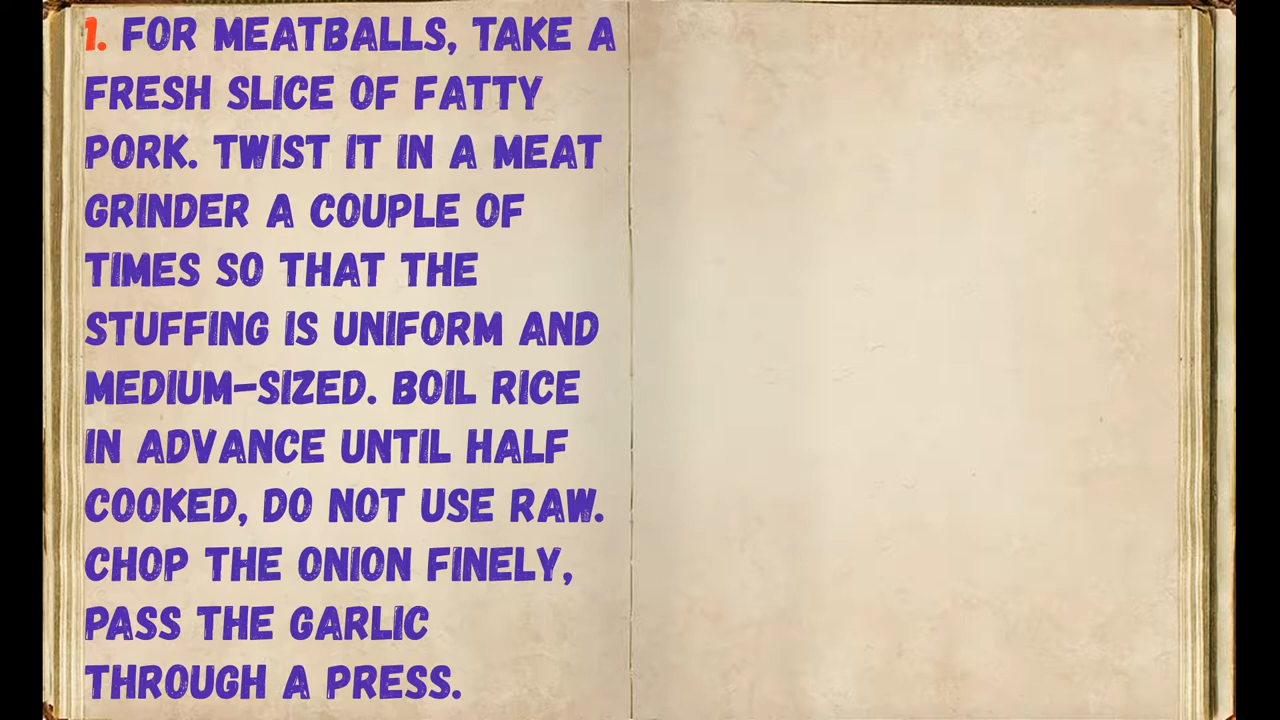 1. FOR MEATBALLS, TAKE A
FRESH SLICE OF FATTY
PORK. TWIST IT IN A MEAT
GRINDER A COUPLE OF
TIMES SO THAT THE
STUFFING IS UNIFORM AND
MEDIUM-SIZED. BOIL RICE
IN ADVANCE UNTIL HALF
COOKED, DO NOT USE RAW.
CHOP THE ONION FINELY,
PASS THE GARLIC
THROUGH A PRESS.